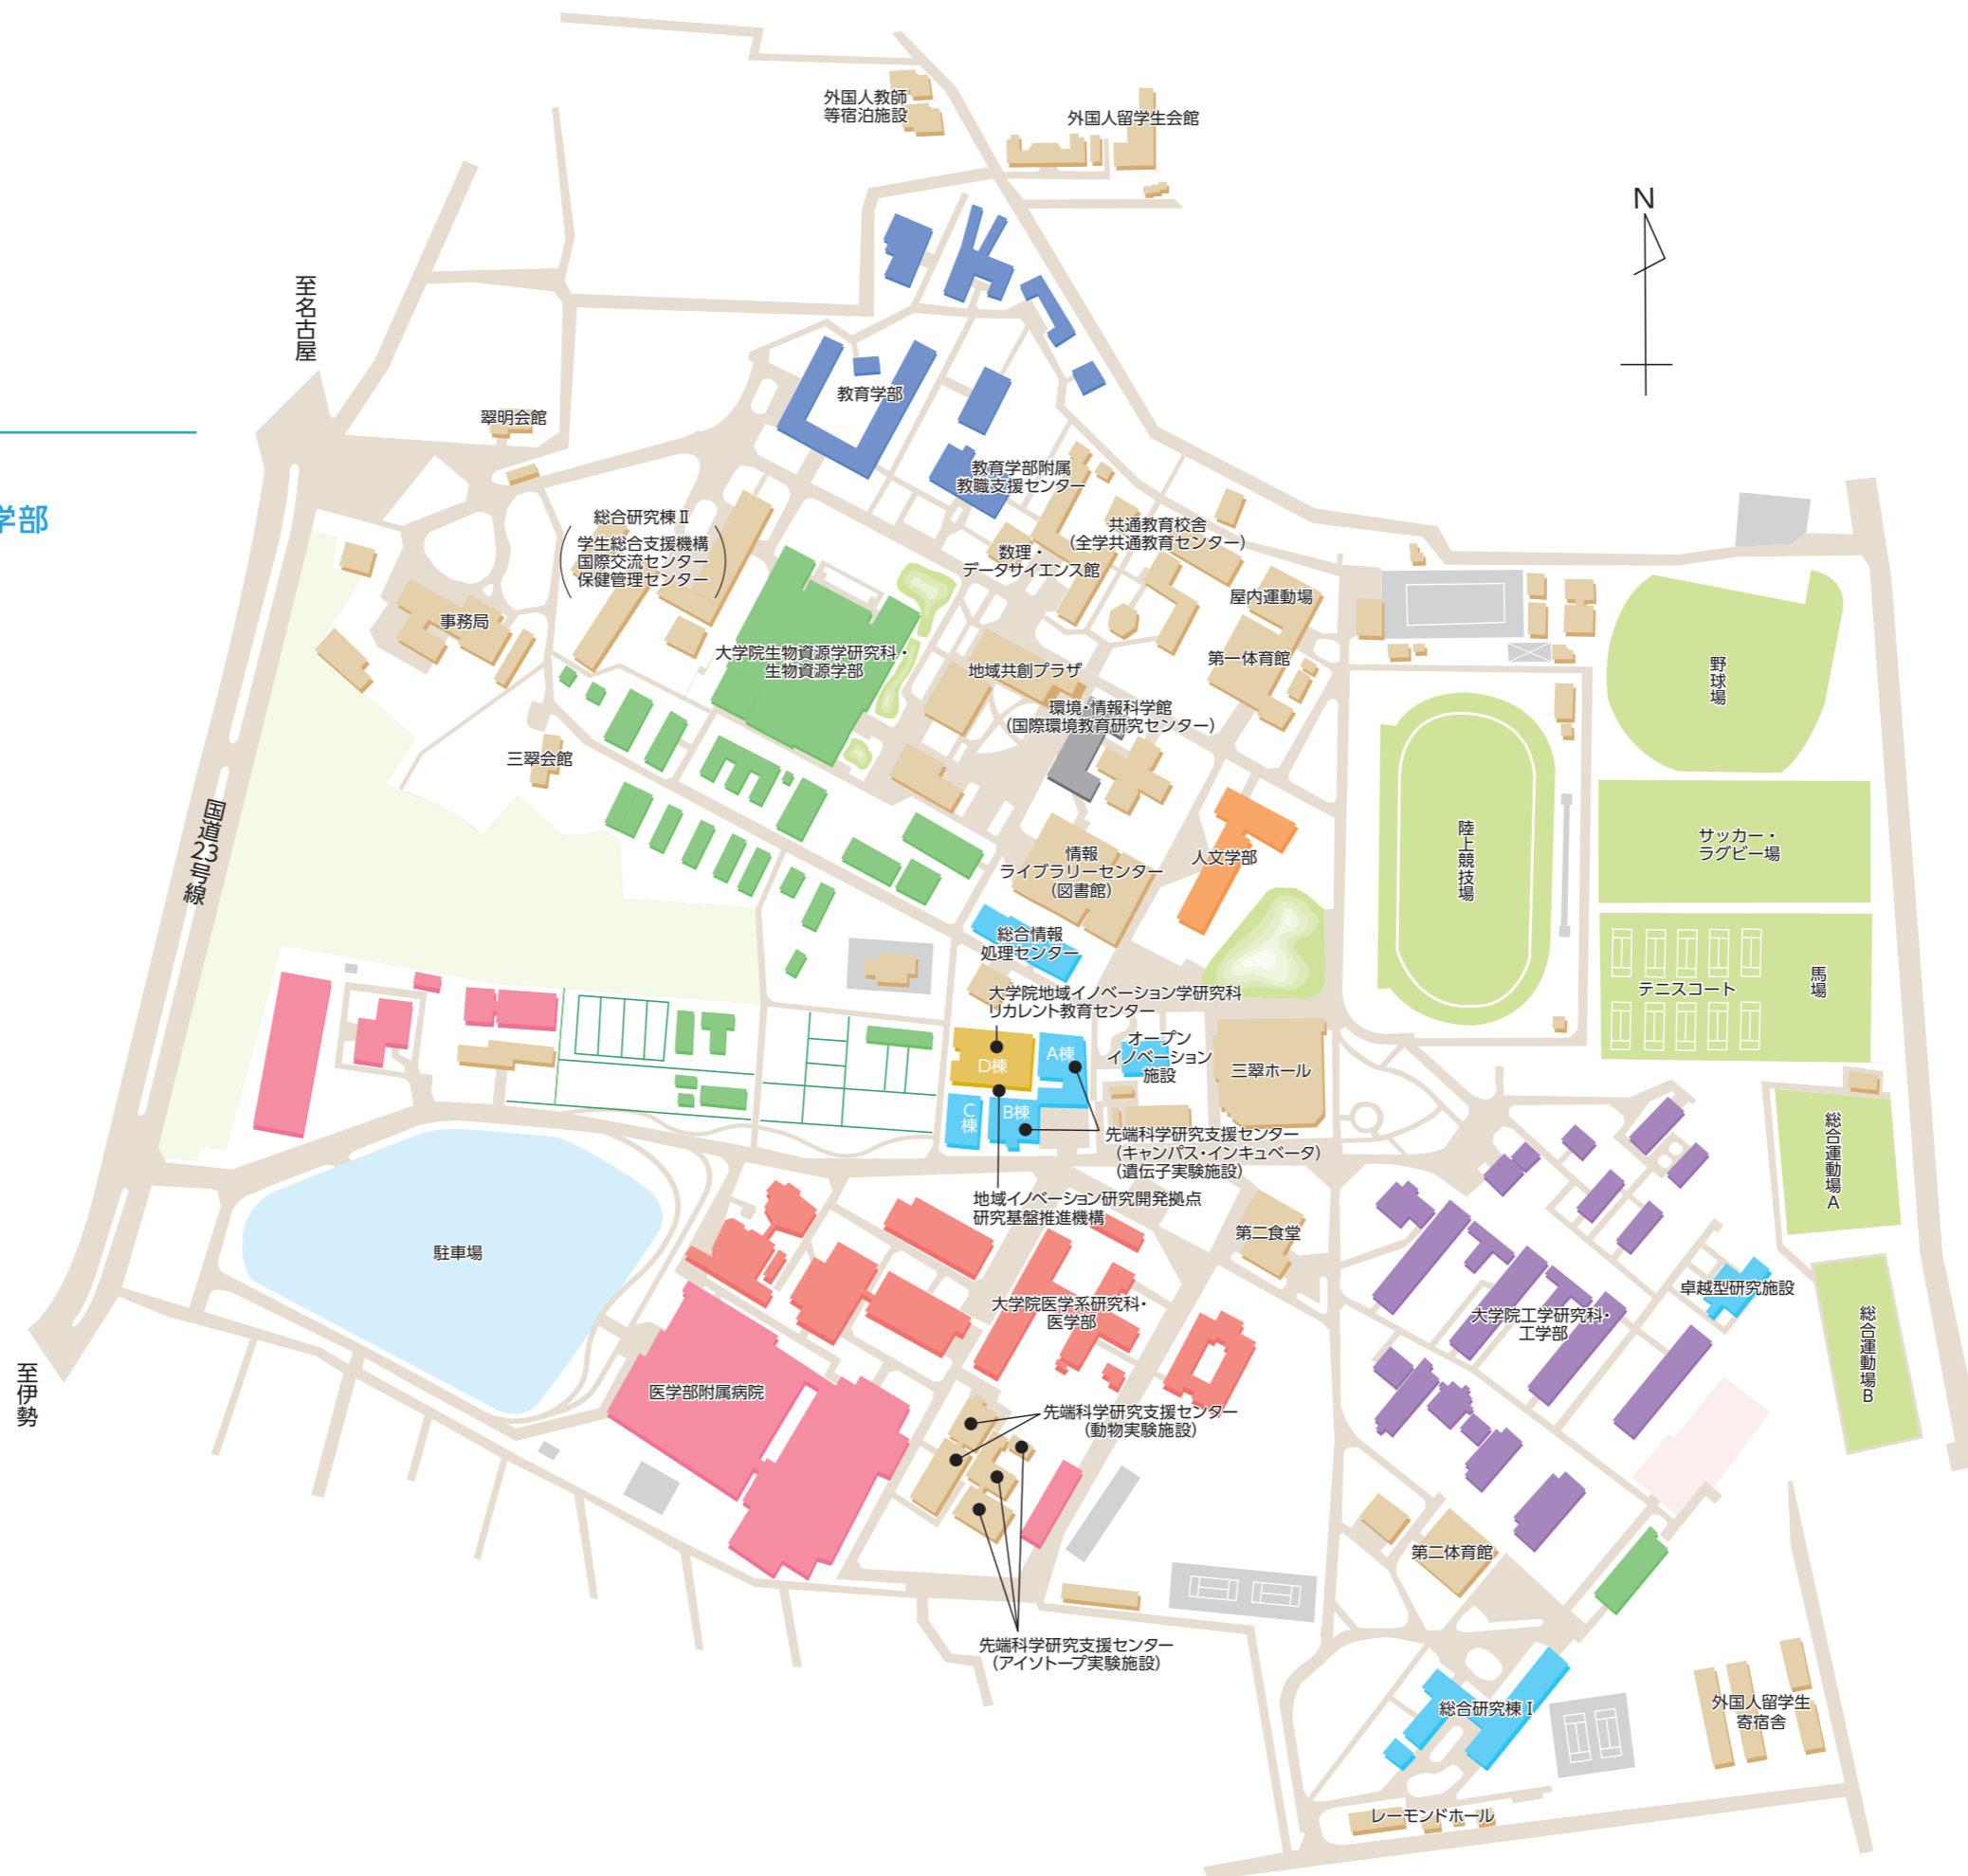 外国人教師
等宿泊施設
外国人留学生会館
N
至名古屋
教育学部
翠明会館
教育学部附属
教職支援センター
学部
総合研究棟Ⅱ
学生総合支援機構
国際交流センター
保健管理センター
共通教育校舎
(全学共通教育センター)
数理・
データサイエンス館
屋内運動場
事務局
大学院生物資源学研究科・
生物資源学部
地域共創プラザ
第一体育館
野球場
環境・情報科学館
(国際環境教育研究センター)
三翠会館
国道23号線
情報
ライブラリーセンター
(図書館)
人文学部
陸上競技場
サッカー・
ラグビー場
総合情報
処理センター
テニスコート
馬場
大学院地域イノベーション学研究科
リカレント教育センター
オープン
イノベーション
施設
A棟
D棟
三翠ホール
C棟
B棟
先端科学研究支援センター
(キャンパス・インキュベータ)
(遺伝子実験施設)
総合運動場A
地域イノベーション研究開発拠点
研究基盤推進機構
第二食堂
駐車場
卓越型研究施設
大学院医学系研究科・
医学部
大学院工学研究科・
工学部
総合運動場B
至伊勢
医学部附属病院
先端科学研究支援センター
(動物実験施設)
第二体育館
先端科学研究支援センター
(アイソトープ実験施設)
総合研究棟Ⅰ
外国人留学生
寄宿舎
レーモンドホール